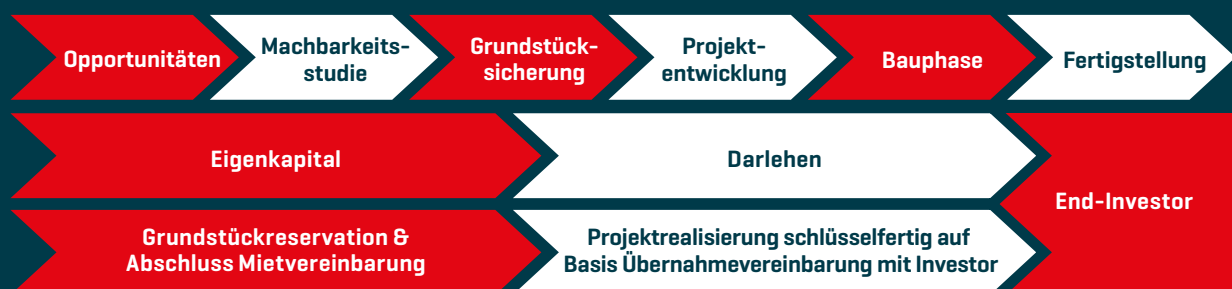 Opportunitäten
Machbarkeits-
studie
Grundstück-
sicherung
Projekt-
entwicklung
Bauphase
Fertigstellung
Eigenkapital
Darlehen
End-Investor
Grundstückreservation &
Abschluss Mietvereinbarung
Projektrealisierung schlüsselfertig auf
Basis Übernahmevereinbarung mit Investor